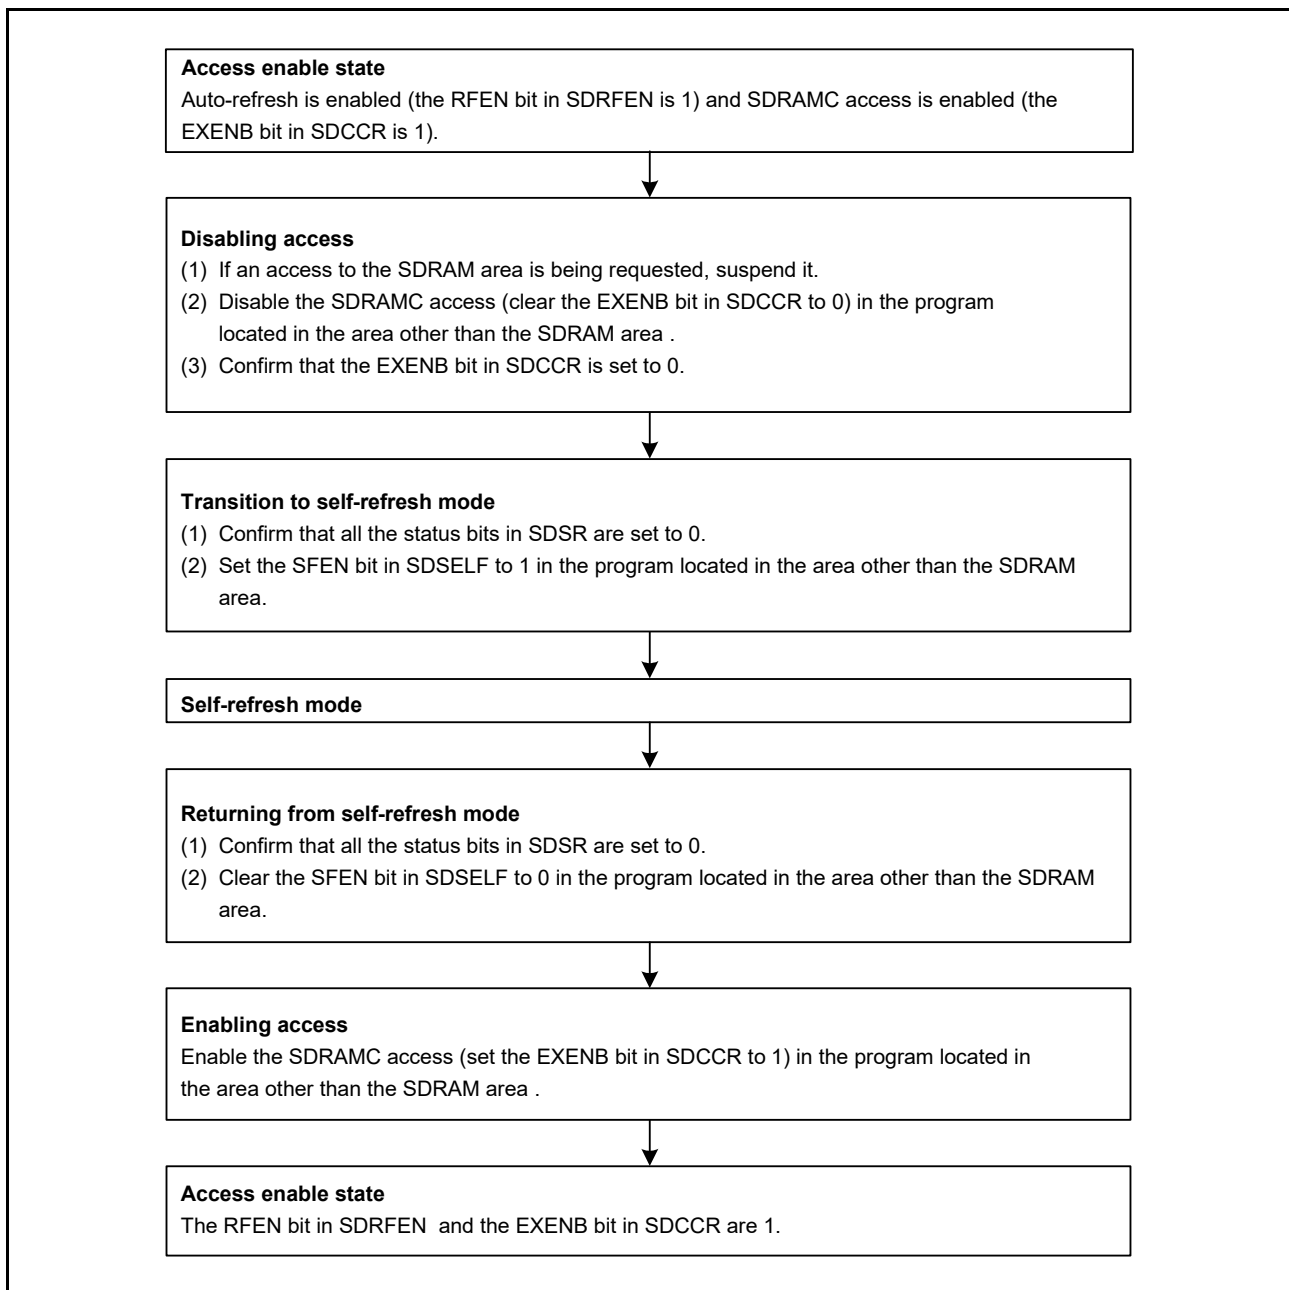 Access enable state
Auto-refresh is enabled (the RFEN bit in SDRFEN is 1) and SDRAMC access is enabled (the
EXENB bit in SDCCR is 1).
Disabling access
(1) If an access to the SDRAM area is being requested, suspend it.
(2) Disable the SDRAMC access (clear the EXENB bit in SDCCR to 0) in the program
located in the area other than the SDRAM area .
(3) Confirm that the EXENB bit in SDCCR is set to 0.
Transition to self-refresh mode
(1) Confirm that all the status bits in SDSR are set to 0.
(2) Set the SFEN bit in SDSELF to 1 in the program located in the area other than the SDRAM
area.
Self-refresh mode
Returning from self-refresh mode
(1) Confirm that all the status bits in SDSR are set to 0.
(2) Clear the SFEN bit in SDSELF to 0 in the program located in the area other than the SDRAM
area.
Enabling access
Enable the SDRAMC access (set the EXENB bit in SDCCR to 1) in the program located in
the area other than the SDRAM area .
Access enable state
The RFEN bit in SDRFEN  and the EXENB bit in SDCCR are 1.